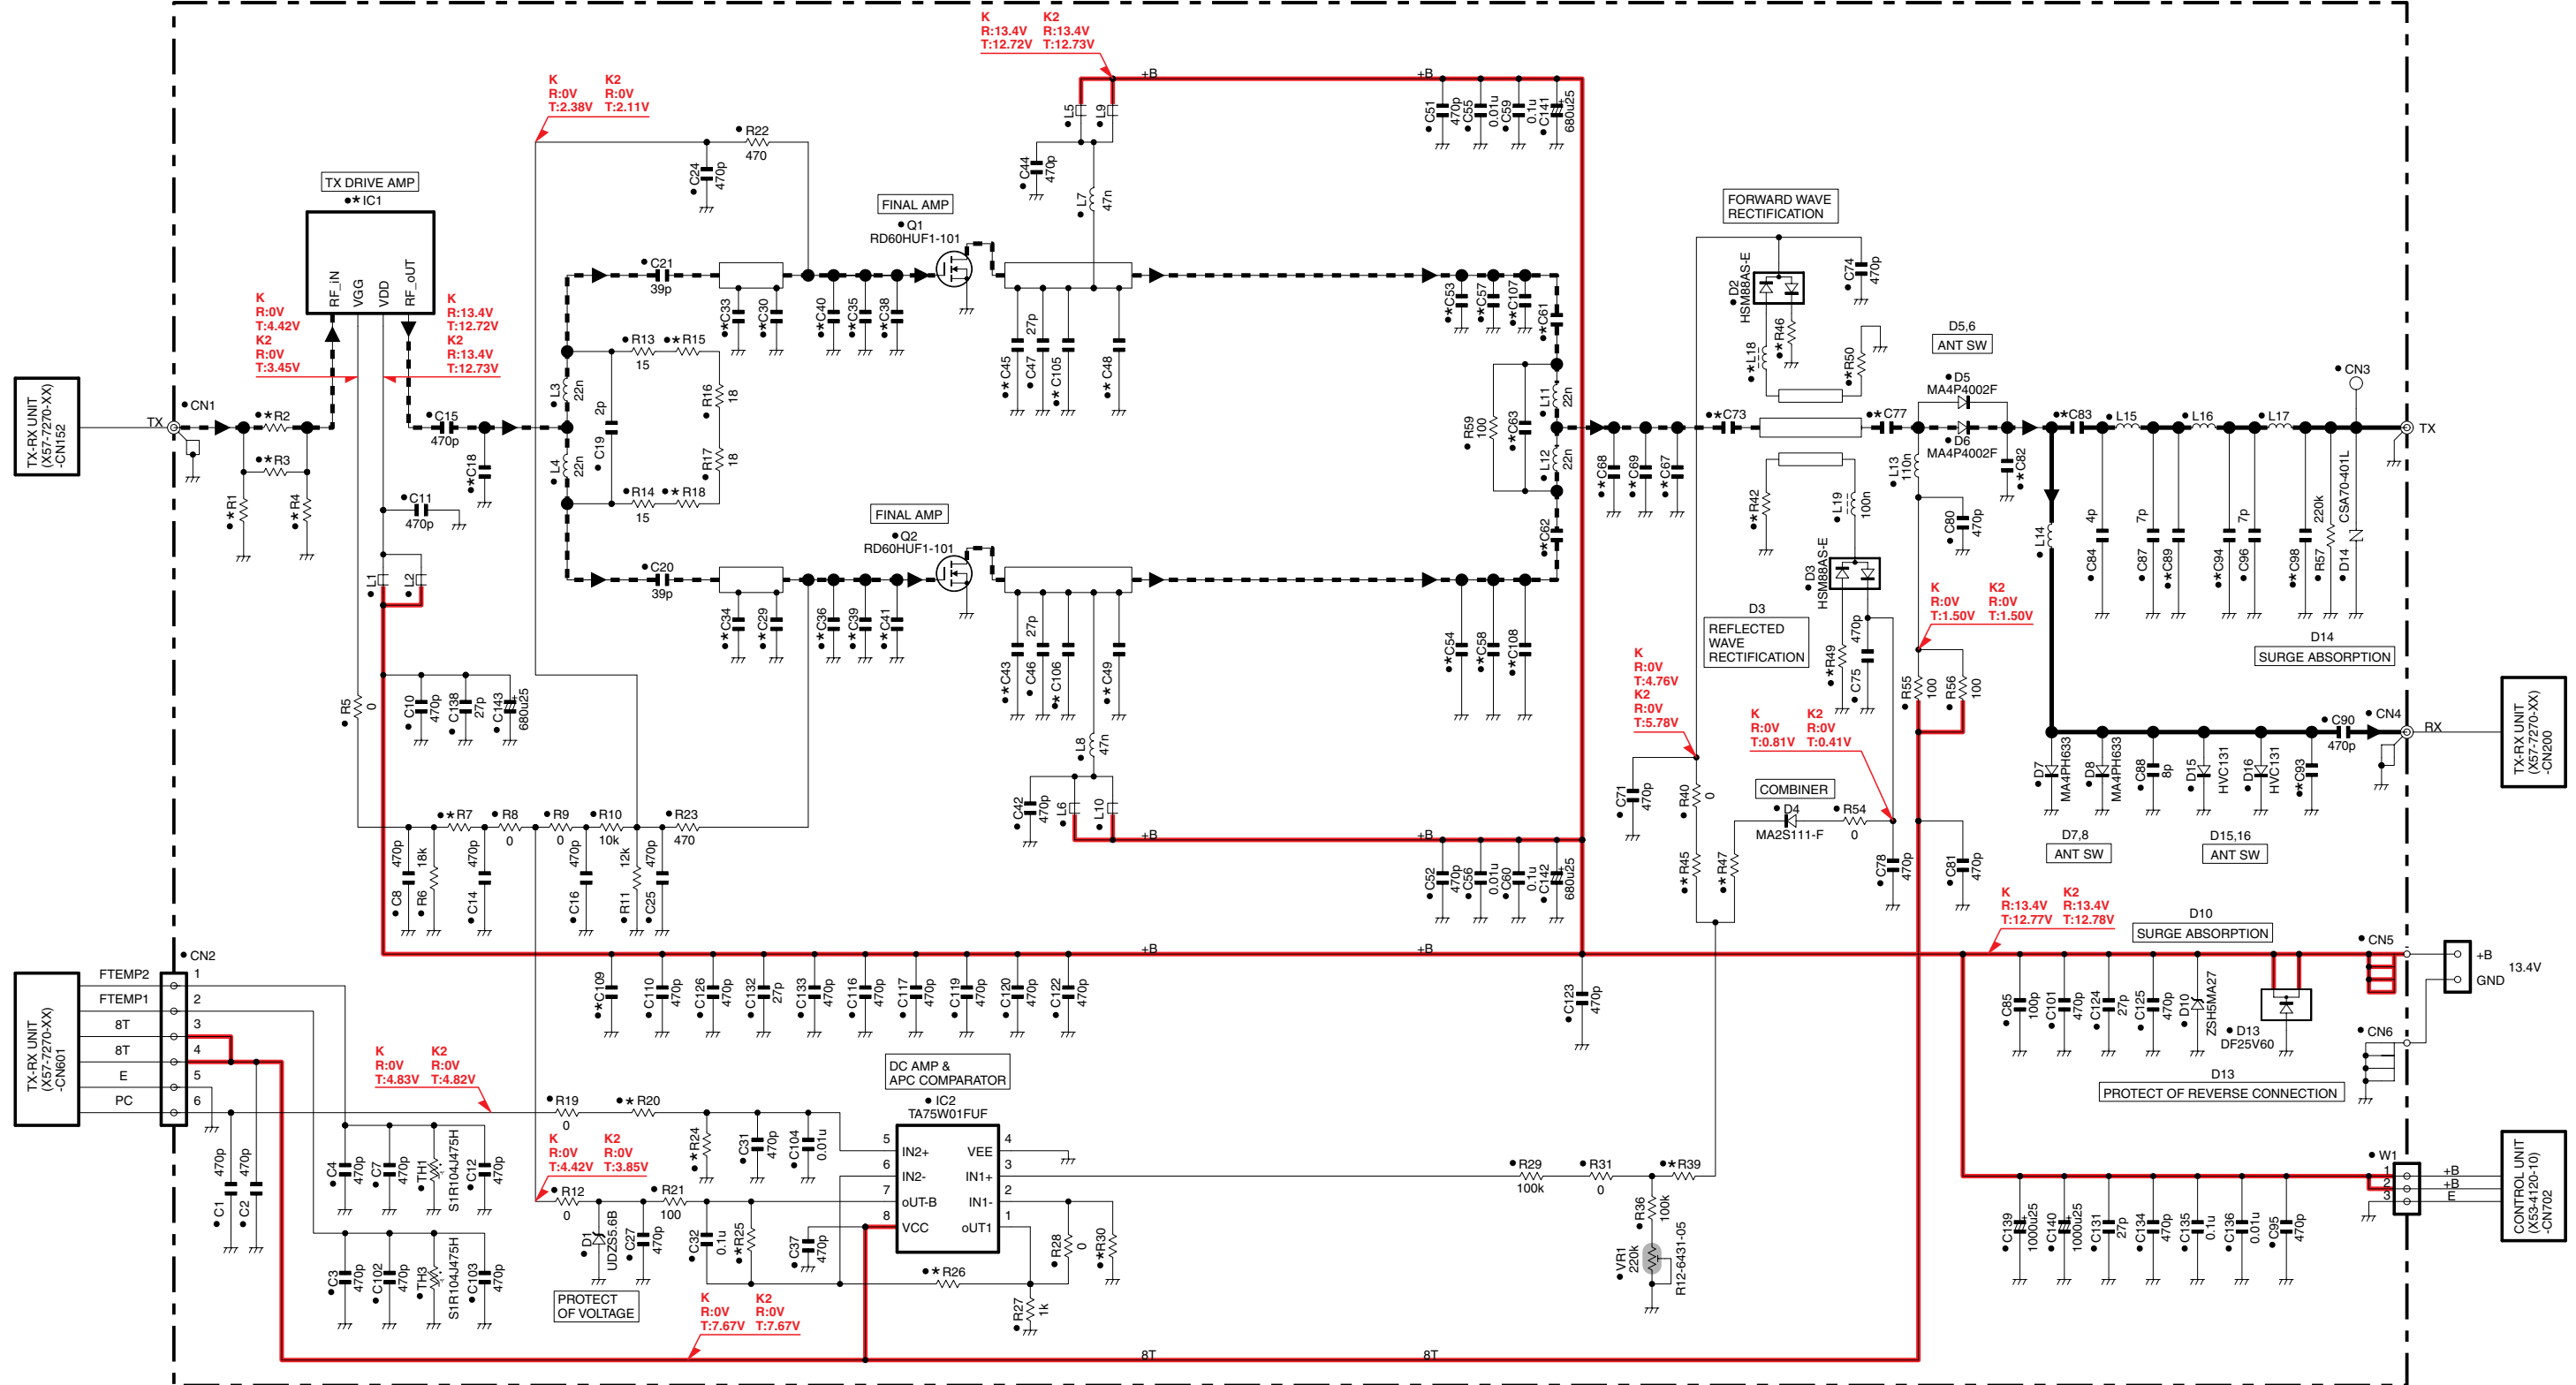 K K2
R:13.4V R:13.4V
T:12.72V T:12.73V
+B +B
K K2
R:0V R:0V
T:2.38V T:2.11V
• R22
470
• C24
470p
• L5
• L9
• C44
470p
• L7
47n
• C51
470p
• C55
0.01u
• C59
0.1u
• C141
680u25
TX DRIVE AMP
•★IC1
RF_iN
VGG
VDD
RF_oUT
FINAL AMP
• Q1
RD60HUF1-101
FORWARD WAVE
RECTIFICATION
K
R:0V
T:4.42V
K2
R:0V
T:3.45V
K
R:13.4V
T:12.72V
K2
R:13.4V
T:12.73V
• C21
39p
•★C33
•★C30
•★C40
•★C35
•★C38
•★C45
27p
• C47
•★C105
•★C48
•★C53
•★C57
•★C107
•★C61
• D2
HSM88AS-E
• C74
470p
•★R46
•★L18
•★R50
D5,6
ANT SW
• D5
MA4P4002F
• D6
MA4P4002F
TX-RX UNIT
(X57-7270-XX)
-CN152
TX
• CN1
•★R2
•★R3
•★R1
•★R4
• C15
470p
•★C18
• C11
470p
• L3
22n
• L4
22n
2p
• C19
• R13
15
•★R15
• R16
18
• R17
18
• R14
15
•★R18
• R59
100
•★C63
• L11
22n
• L12
22n
•★C62
•★C68
•★C69
•★C67
•★C73
•★C77
•★R42
• L19
100n
• L13
110n
• C80
470p
•★C82
•★C83
• L15
• L16
• L17
• CN3
TX
• L14
4p
• C84
7p
• C87
•★C89
•★C94
7p
• C96
•★C98
220k
• R57
CSA70-401L
• D14
D14
SURGE ABSORPTION
FINAL AMP
• Q2
RD60HUF1-101
• C20
39p
•★C34
•★C29
•★C36
•★C39
•★C41
•★C43
27p
• C46
•★C106
•★C49
•★C54
•★C58
•★C108
• L1
• L2
• R5
0
• C10
470p
• C138
27p
• C143
680u25
• D3
HSM88AS-E
D3
REFLECTED
WAVE
RECTIFICATION
470p
•★R49
• C75
K K2
R:0V R:0V
T:1.50V T:1.50V
• R55
100
• R56
100
K
R:0V
T:4.76V
K2
R:0V
T:5.78V
K K2
R:0V R:0V
T:0.81V T:0.41V
• C90
470p
• CN4
RX
TX-RX UNIT
(X57-7270-XX)
-CN200
• D7
MA4PH633
• D8
MA4PH633
• C88
8p
• D15
HVC131
• D16
HVC131
•★C93
D7,8
ANT SW
D15,16
ANT SW
• L8
47n
• C42
470p
• L6
• L10
+B +B
• C71
470p
• R40
0
COMBINER
• D4
MA2S111-F
• R54
0
•★R45
•★R47
• C78
470p
• C81
470p
•★R7
• R8
0
• R9
0
• R10
10k
• R23
470
470p
• C8
18k
• R6
470p
• C14
470p
• C16
12k
• R11
470p
• C25
• C52
470p
• C56
0.01u
• C60
0.1u
• C142
680u25
K K2
R:13.4V R:13.4V
T:12.77V T:12.78V
D10
SURGE ABSORPTION
• CN5
+B
GND
13.4V
• CN6
+B +B
•★C109
• C110
470p
• C126
470p
• C132
27p
• C133
470p
• C116
470p
• C117
470p
• C119
470p
• C120
470p
• C122
470p
• C123
470p
• C85
100p
• C101
470p
• C124
27p
• C125
470p
• D10
ZSH5MA27
• D13
DF25V60
D13
PROTECT OF REVERSE CONNECTION
TX-RX UNIT
(X57-7270-XX)
-CN601
• CN2
FTEMP2 1
FTEMP1 2
8T 3
8T 4
E 5
PC 6
K K2
R:0V R:0V
T:4.83V T:4.82V
470p
• C1
470p
• C2
• C4
470p
• C7
470p
• TH1
S1R104J475H
• C12
470p
• C3
470p
• C102
470p
• TH3
S1R104J475H
• C103
470p
• R19
0
•★R20
•★R24
• C31
470p
• C104
0.01u
K K2
R:0V R:0V
T:4.42V T:3.85V
• R12
0
• D1
UDZS5.6B
• C27
470p
• R21
100
• C32
0.1u
•★R25
• C37
470p
DC AMP &
APC COMPARATOR
• IC2
TA75W01FUF
5 IN2+
6 IN2-
7 oUT-B
8 VCC
VEE 4
IN1+ 3
IN1- 2
oUT1 1
•★R26
• R28
0
•★R30
• R27
1k
PROTECT
OF VOLTAGE
K K2
R:0V R:0V
T:7.67V T:7.67V
8T 8T
• R29
100k
• R31
0
•★R39
• R36
100k
• VR1
220k
R12-6431-05
• W1
1 +B
2 +B
3 E
CONTROL UNIT
(X53-4120-10)
-CN702
• C139
1000u25
• C140
1000u25
• C131
27p
• C134
470p
• C135
0.1u
• C136
0.01u
• C95
470p